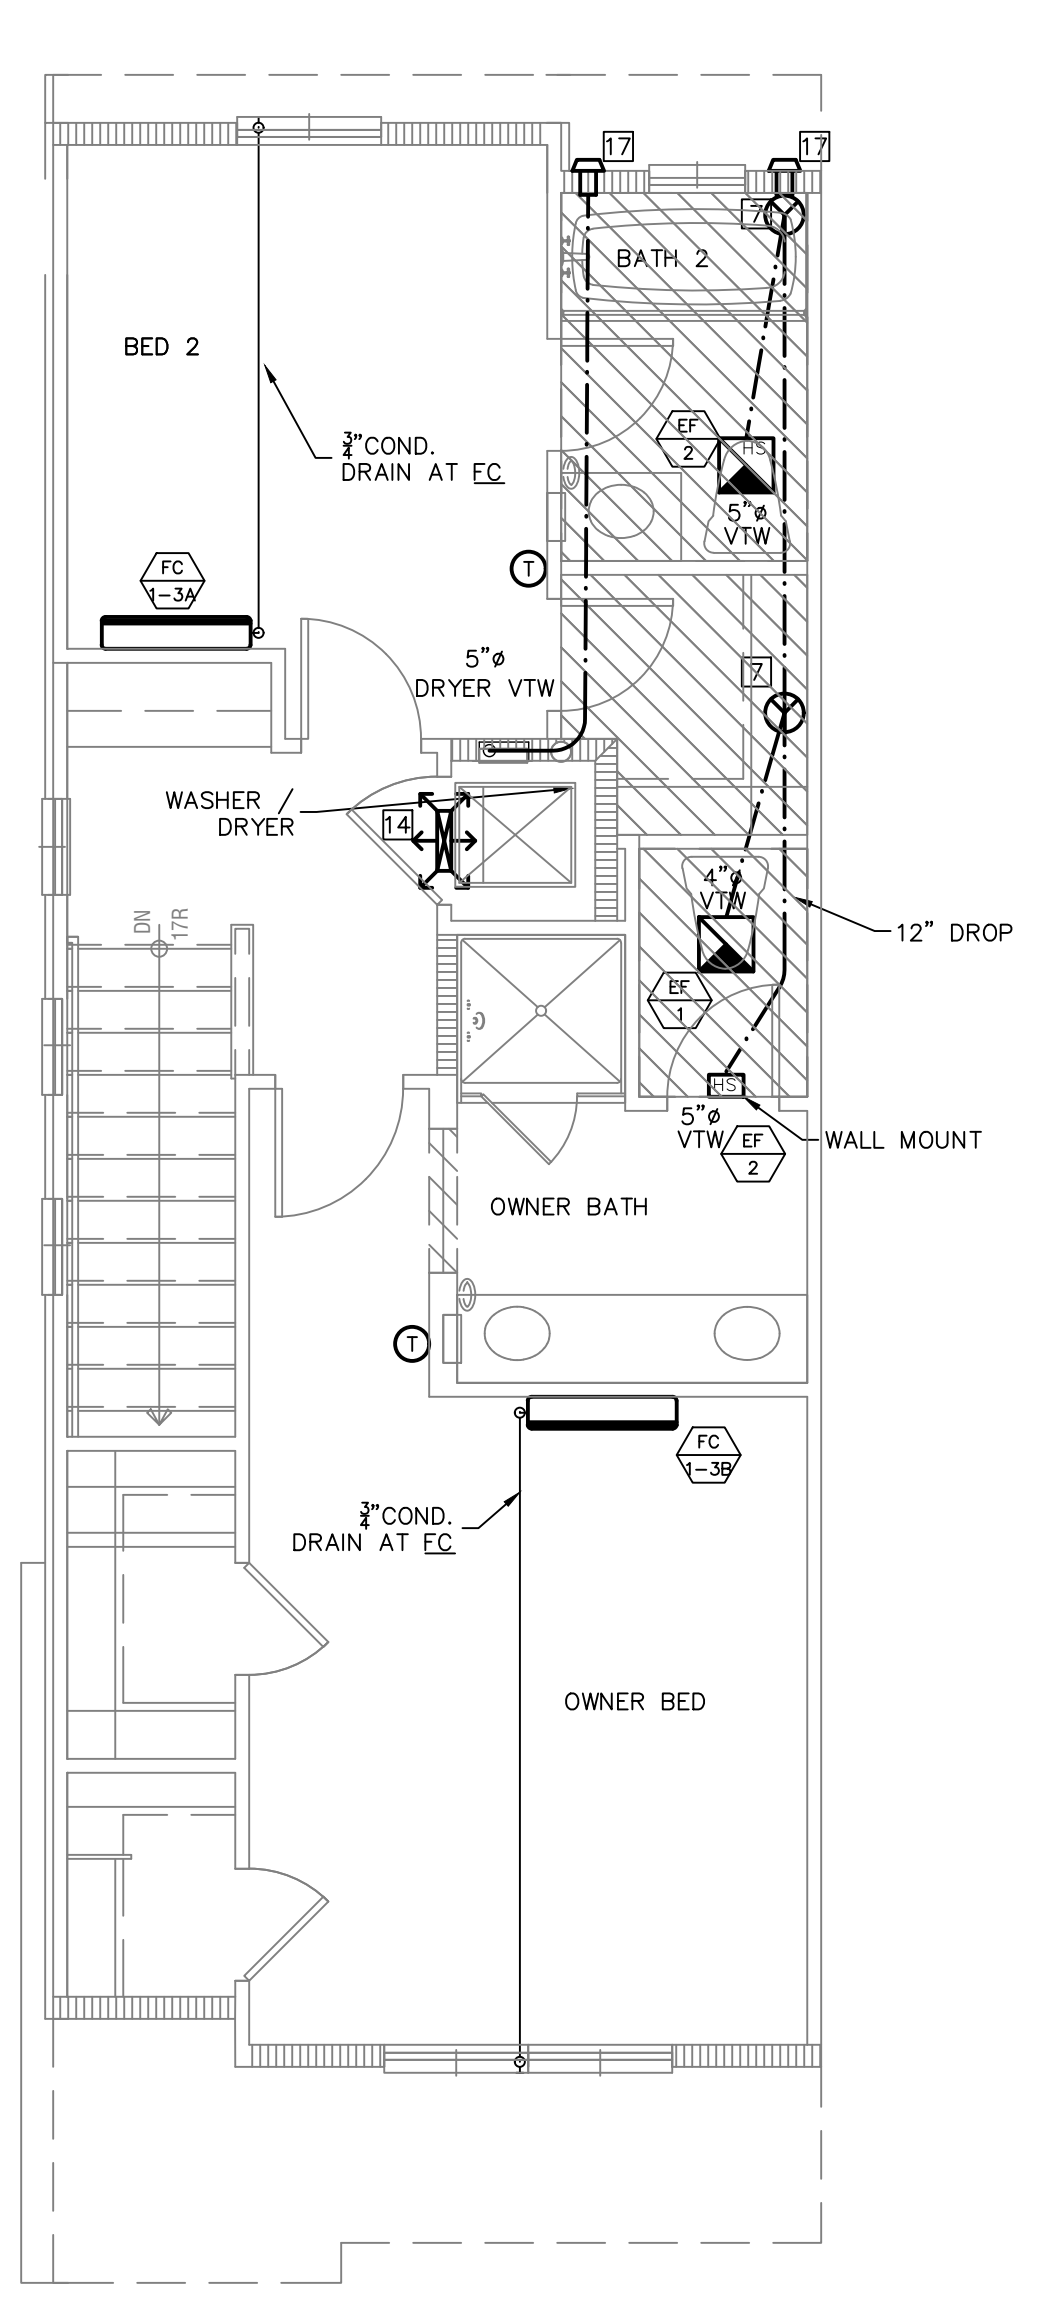 17
17
7
BATH 2
BED 2
EF
2
HS
¾"COND.
DRAIN AT FC
5"ø
VTW
FC
1-3A
T
5"ø
DRYER VTW
7
WASHER /
DRYER
14
4"ø
VTW
DN
17R
12" DROP
EF
1
HS
5"ø
VTW
EF
2
WALL MOUNT
OWNER BATH
T
FC
1-3B
¾"COND.
DRAIN AT FC
OWNER BED